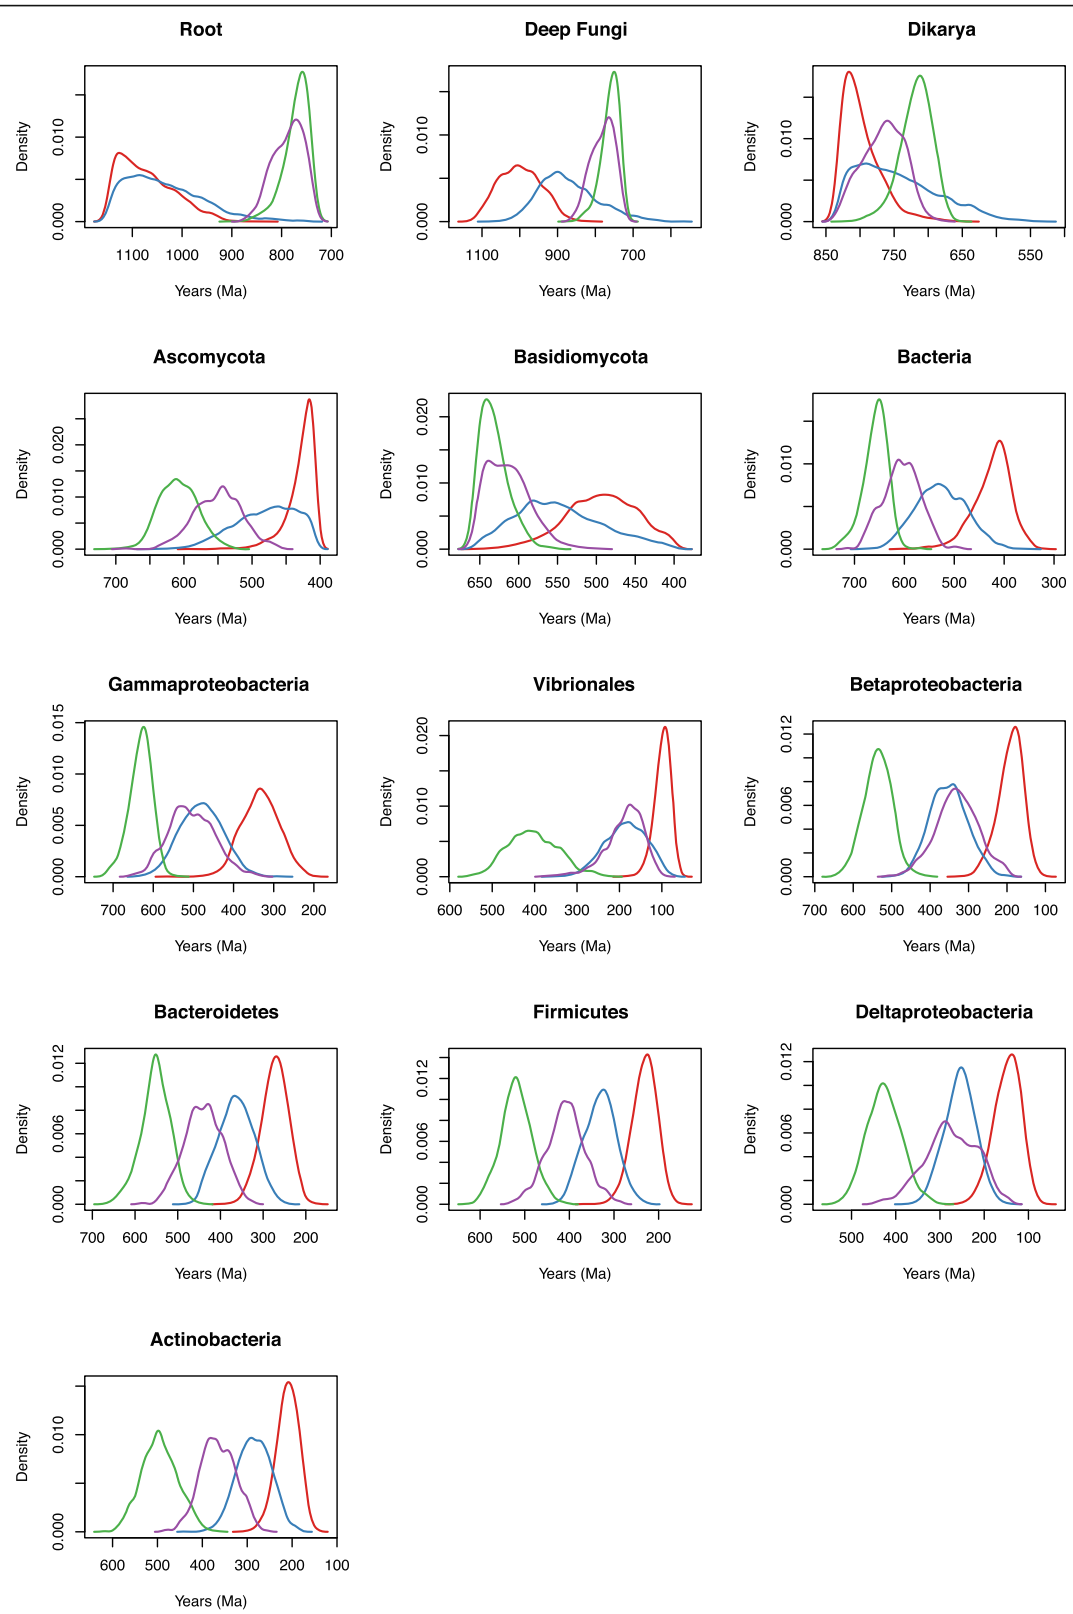 Root
Density
0.000 0.010
1100 1000 900 800 700
Years (Ma)
Deep Fungi
Density
0.000 0.010
1100 900 700
Years (Ma)
Dikarya
Density
0.000 0.010
850 750 650 550
Years (Ma)
Ascomycota
Density
0.000 0.010 0.020
700 600 500 400
Years (Ma)
Basidiomycota
Density
0.000 0.010 0.020
650 600 550 500 450 400
Years (Ma)
Bacteria
Density
0.000 0.010
700 600 500 400 300
Years (Ma)
Gammaproteobacteria
Density
0.000 0.005 0.010 0.015
700 600 500 400 300 200
Years (Ma)
Vibrionales
Density
0.000 0.010 0.020
600 500 400 300 200 100
Years (Ma)
Betaproteobacteria
Density
0.000 0.006 0.012
700 600 500 400 300 200 100
Years (Ma)
Bacteroidetes
Density
0.000 0.006 0.012
700 600 500 400 300 200
Years (Ma)
Firmicutes
Density
0.000 0.006 0.012
600 500 400 300 200
Years (Ma)
Deltaproteobacteria
Density
0.000 0.006 0.012
500 400 300 200 100
Years (Ma)
Actinobacteria
Density
0.000 0.010
600 500 400 300 200 100
Years (Ma)